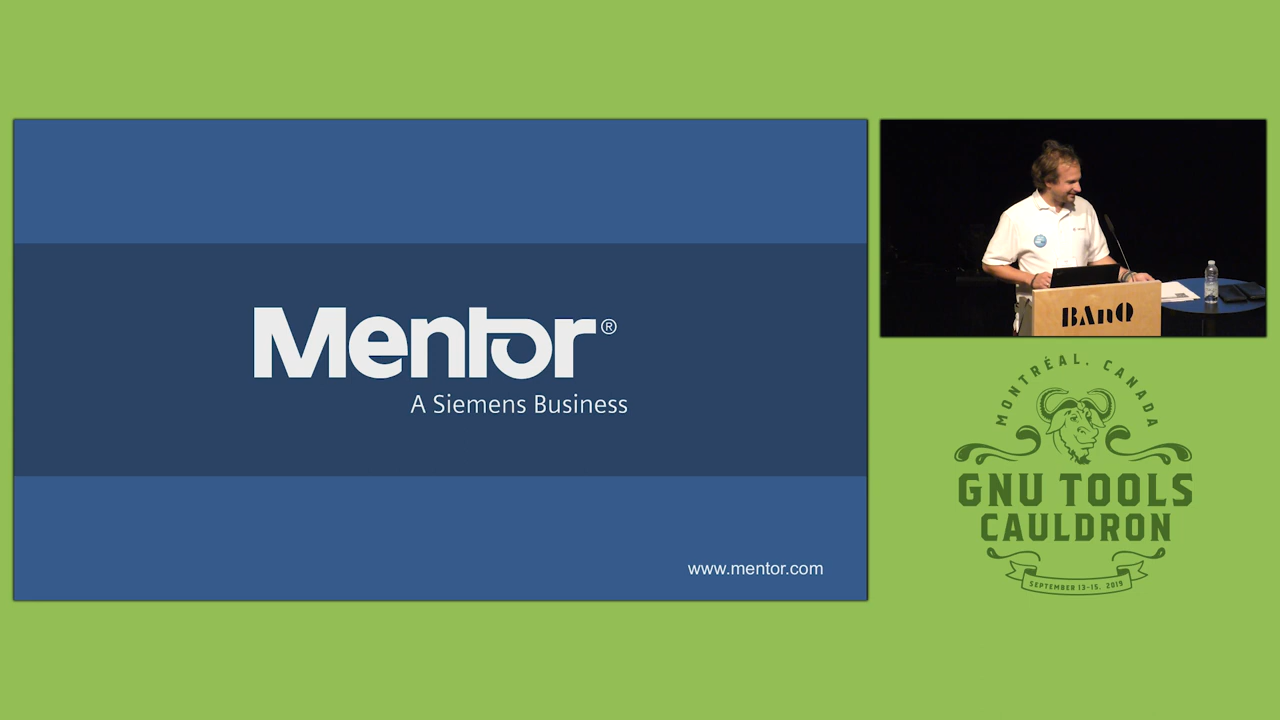 Mentor®
A Siemens Business
www.mentor.com
BAnQ
MONTRÉAL, CANADA
GNU TOOLS
CAULDRON
SEPTEMBER 13-15, 2019